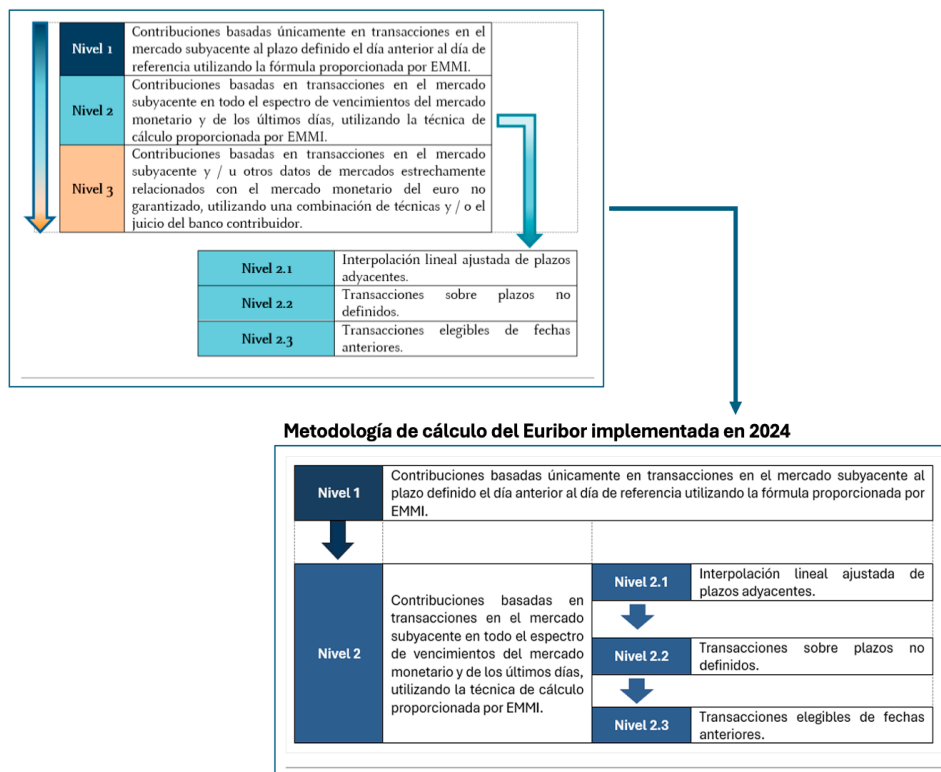 Nivel 1
Contribuciones basadas únicamente en transacciones en el
mercado subyacente al plazo definido el día anterior al día de
referencia utilizando la fórmula proporcionada por EMMI.
Nivel 2
Contribuciones basadas en transacciones en el mercado
subyacente en todo el espectro de vencimientos del mercado
monetario y de los últimos días, utilizando la técnica de
cálculo proporcionada por EMMI.
Nivel 3
Contribuciones basadas en transacciones en el mercado
subyacente y / u otros datos de mercados estrechamente
relacionados con el mercado monetario del euro no
garantizado, utilizando una combinación de técnicas y / o el
juicio del banco contribuidor.
Nivel 2.1
Interpolación lineal ajustada de plazos
adyacentes.
Nivel 2.2
Transacciones sobre plazos no
definidos.
Nivel 2.3
Transacciones elegibles de fechas
anteriores.
Metodología de cálculo del Euribor implementada en 2024
Nivel 1
Contribuciones basadas únicamente en transacciones en el mercado subyacente al
plazo definido el día anterior al día de referencia utilizando la fórmula proporcionada por
EMMI.
Nivel 2
Contribuciones basadas en
transacciones en el mercado
subyacente en todo el espectro
de vencimientos del mercado
monetario y de los últimos días,
utilizando la técnica de cálculo
proporcionada por EMMI.
Nivel 2.1
Interpolación lineal ajustada de
plazos adyacentes.
Nivel 2.2
Transacciones sobre plazos no
definidos.
Nivel 2.3
Transacciones elegibles de fechas
anteriores.